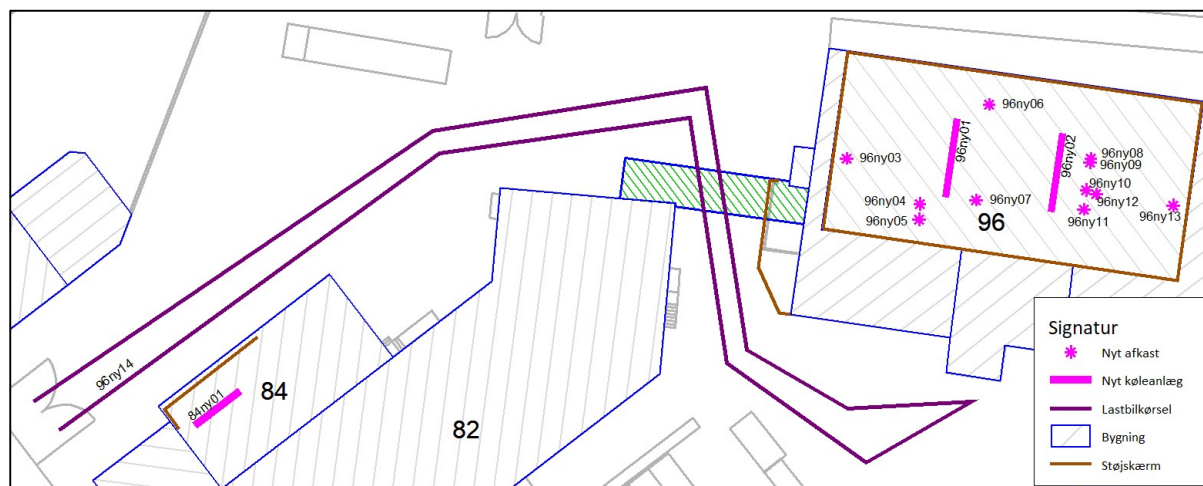 96ny06
96ny01
96ny02
96ny03
96ny08
96ny09
96ny10
96ny04
96ny07
96ny12
96ny05
96
96ny11
96ny13
96ny14
84ny01
84
82
Signatur
Nyt afkast
Nyt køleanlæg
Lastbilkørsel
Bygning
Støjskærm